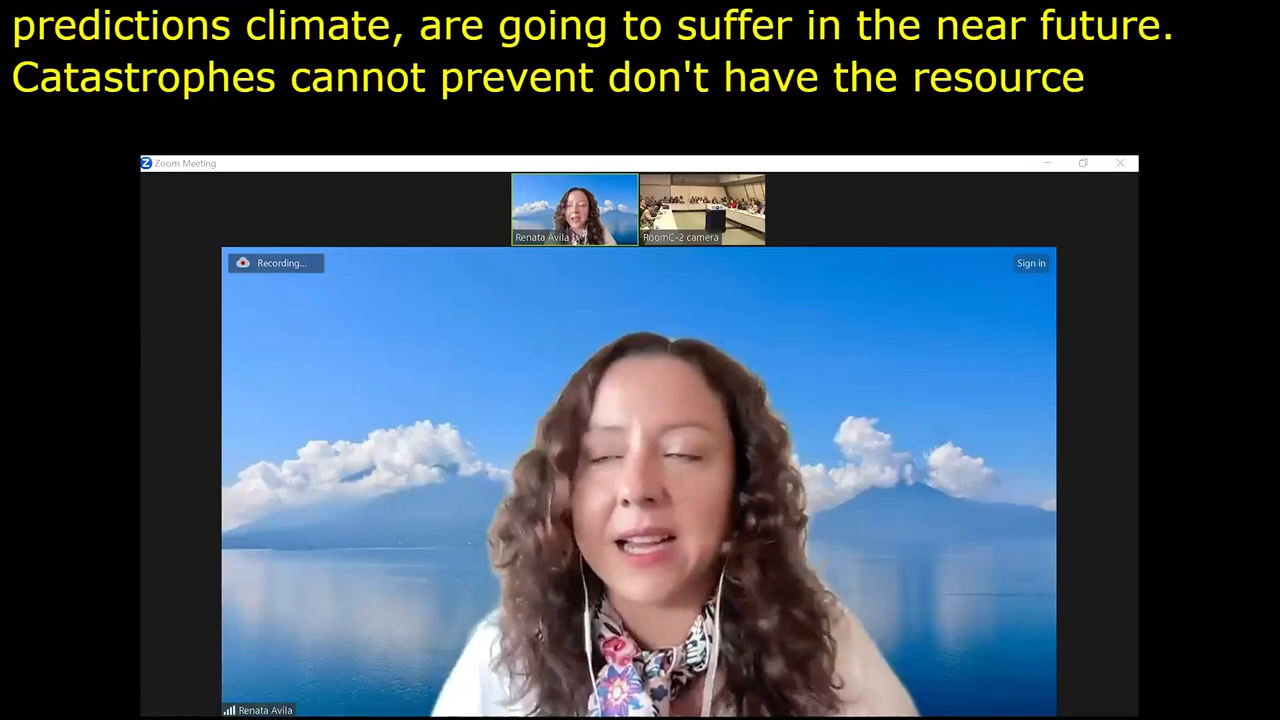 predictions climate, are going to suffer in the near future.
Catastrophes cannot prevent don't have the resource
Zoom Meeting
Renata Avila
RoomC-2 camera
Recording...
Sign in
Renata Avila